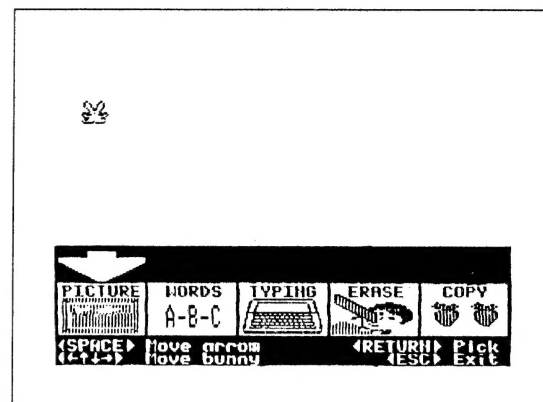 PICTURE WORDS TYPING ERASE COPY
A-B-C
<SPACE> Move arrow <RETURN> Pick
<←↑↓→> Move bunny <ESC> Exit